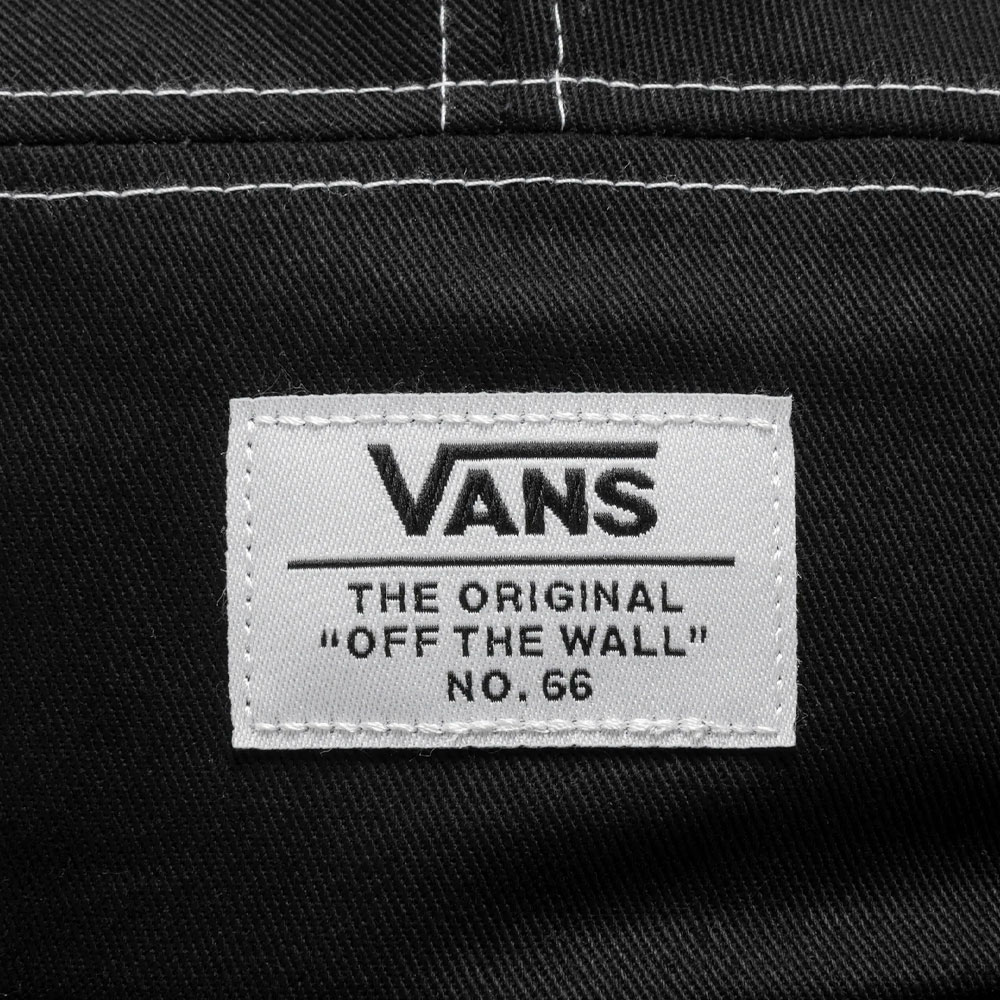 VANS
THE ORIGINAL
"OFF THE WALL"
NO. 66